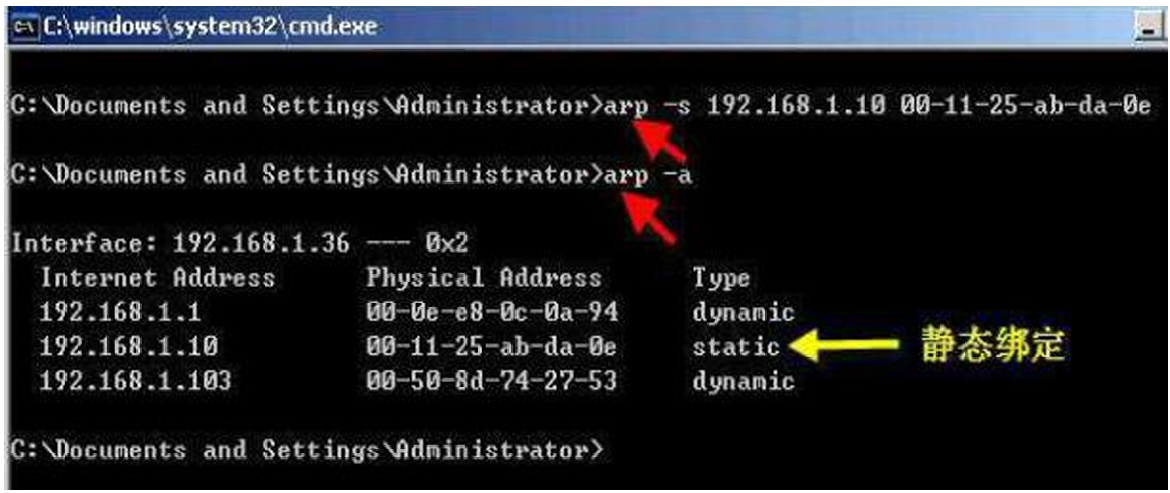 C:\windows\system32\cmd.exe
C:\Documents and Settings\Administrator>arp -s 192.168.1.10 00-11-25-ab-da-0e
C:\Documents and Settings\Administrator>arp -a
Interface: 192.168.1.36 --- 0x2
Internet Address Physical Address Type
192.168.1.1 00-0e-e8-0c-0a-94 dynamic
192.168.1.10 00-11-25-ab-da-0e static 静态绑定
192.168.1.103 00-50-8d-74-27-53 dynamic
C:\Documents and Settings\Administrator>